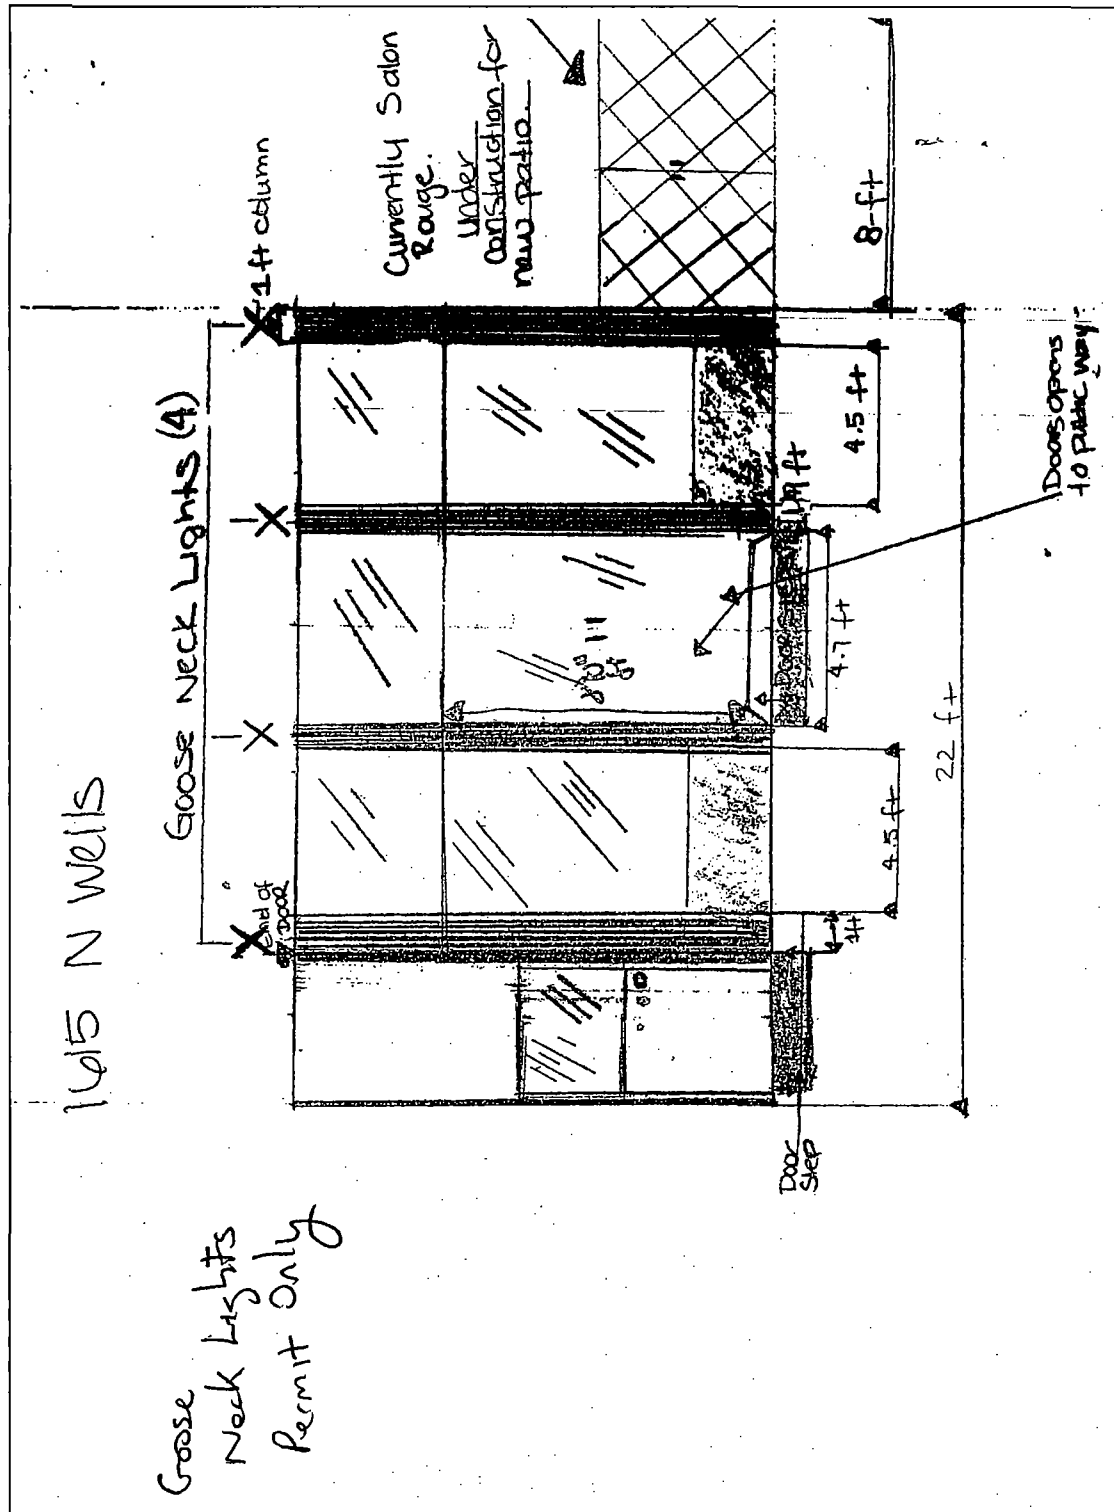 1615 N Wells
Goose Neck Lights (4)
Goose
Neck Lights
Permit Only
End of
DOOR
1 ft column
Currently Salon
Rouge.
Under
construction for
new patio.
8-ft
4.5 ft
4.7 ft
4.5 ft
1ft
22 ft
Door
Step
Doors opens
to public way